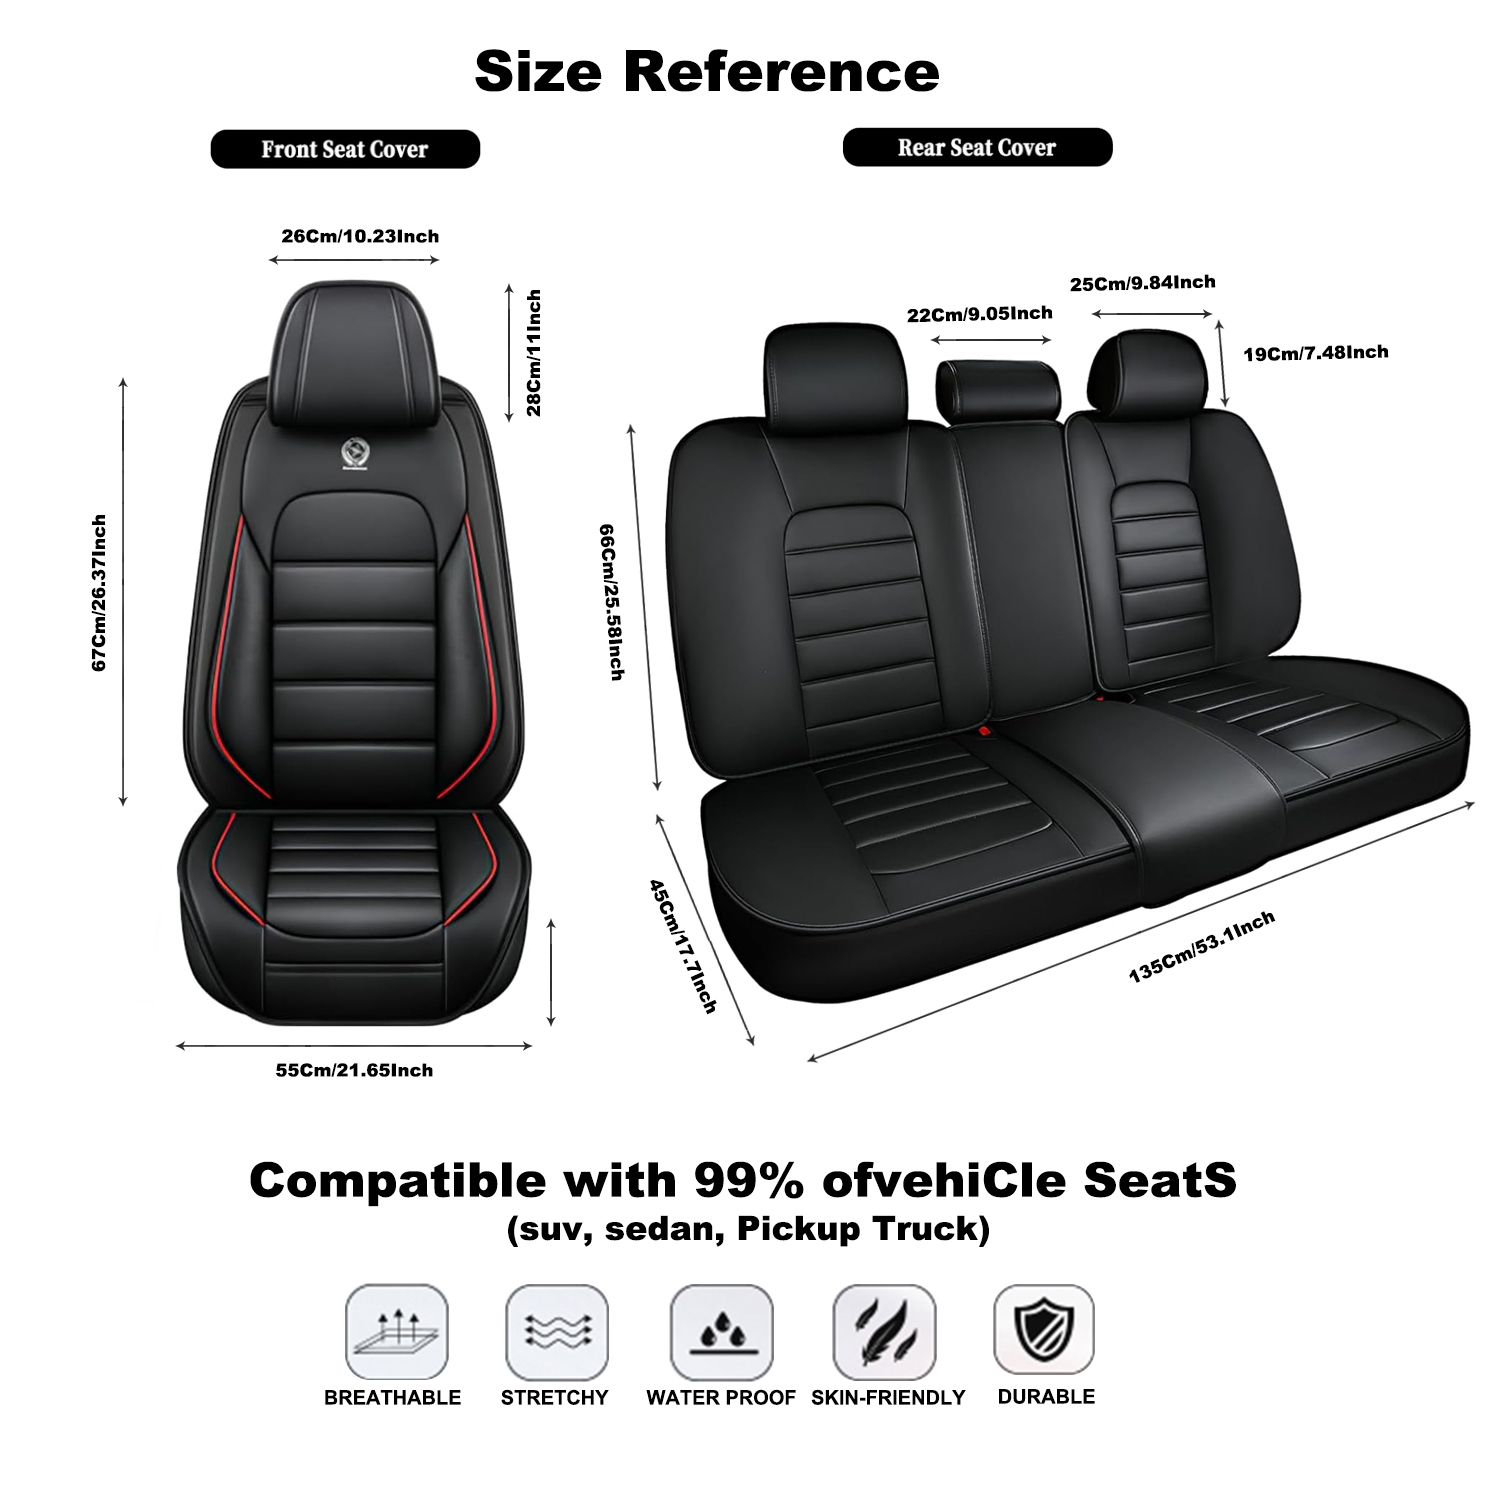 Size Reference
Front Seat Cover
Rear Seat Cover
26Cm/10.23Inch
28Cm/11Inch
67Cm/26.37Inch
55Cm/21.65Inch
25Cm/9.84Inch
22Cm/9.05Inch
19Cm/7.48Inch
66Cm/25.58Inch
45Cm/17.7Inch
135Cm/53.1Inch
Compatible with 99% ofvehiCle SeatS
(suv, sedan, Pickup Truck)
BREATHABLE
STRETCHY
WATER PROOF
SKIN-FRIENDLY
DURABLE